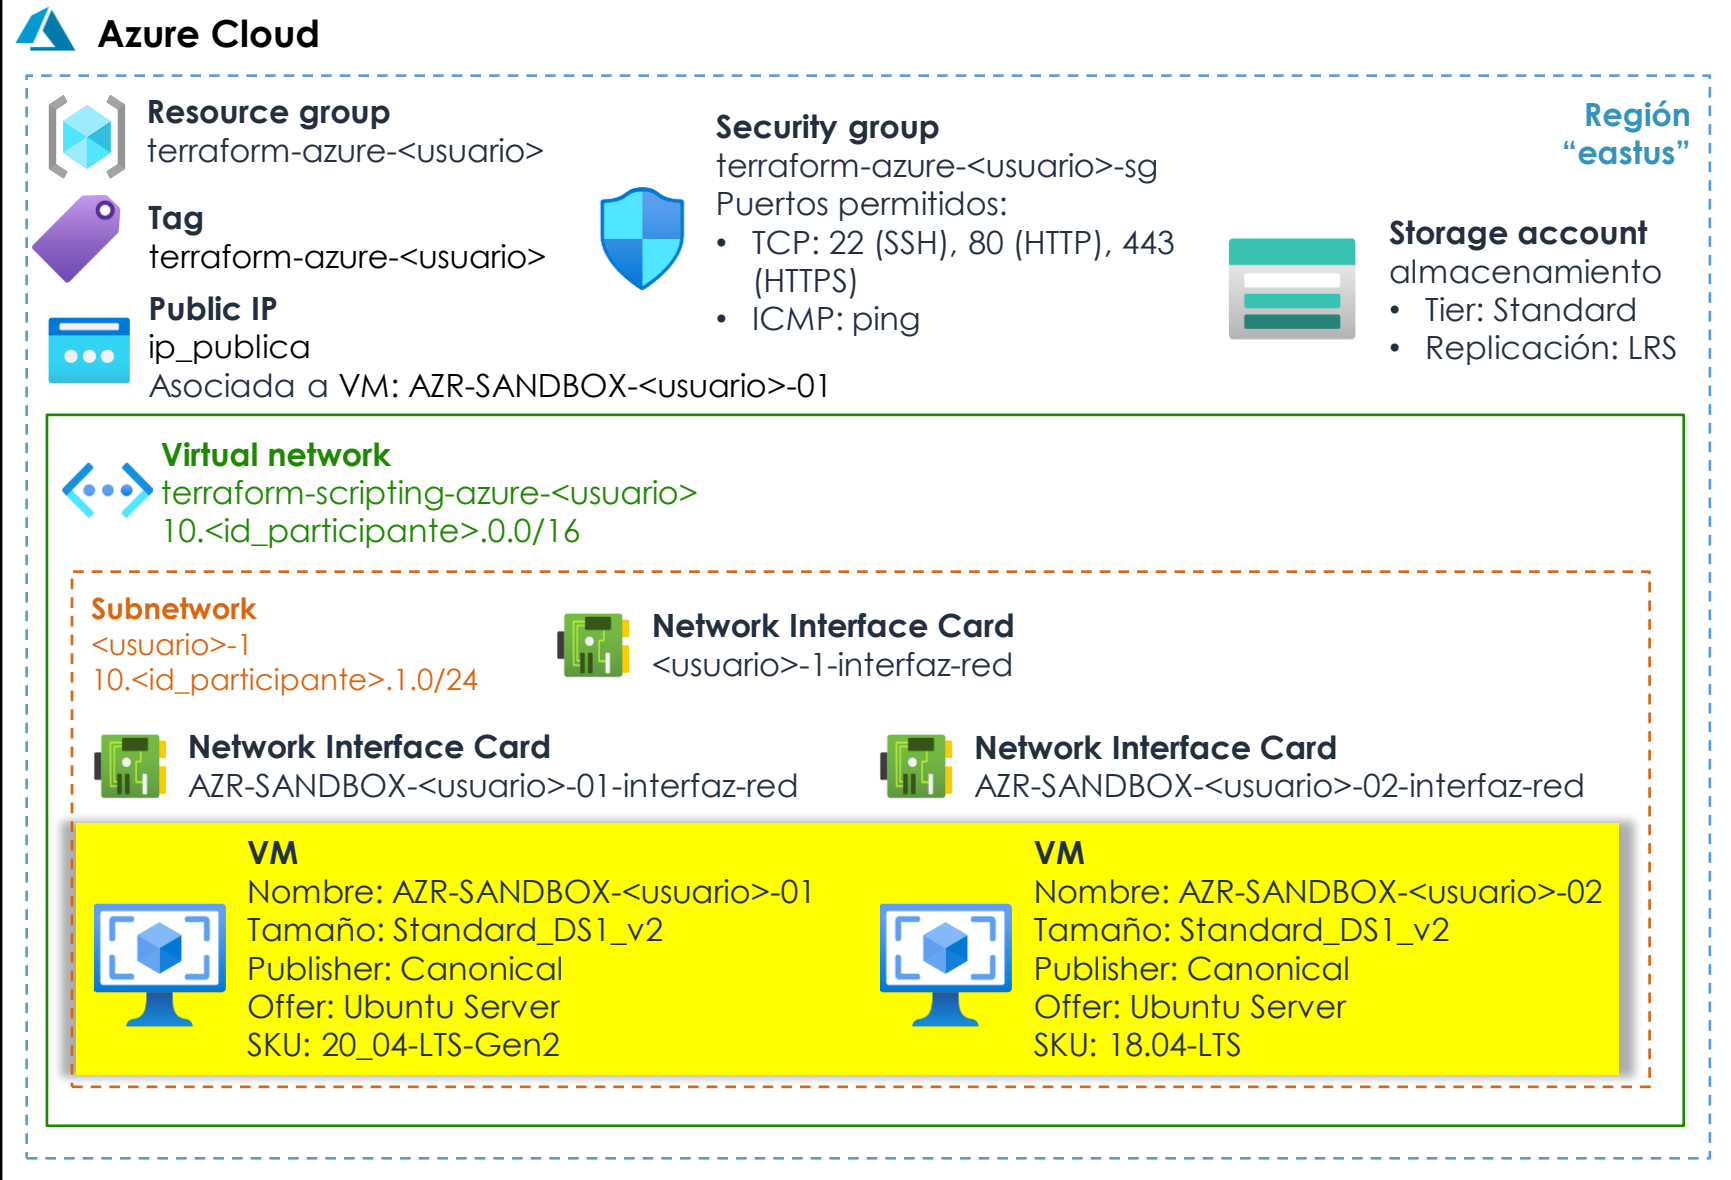 Azure Cloud
Resource group
terraform-azure-<usuario>
Tag
terraform-azure-<usuario>
Public IP
ip_publica
Asociada a VM: AZR-SANDBOX-<usuario>-01
Security group
terraform-azure-<usuario>-sg
Puertos permitidos:
• TCP: 22 (SSH), 80 (HTTP), 443
(HTTPS)
• ICMP: ping
Región
“eastus”
Storage account
almacenamiento
• Tier: Standard
• Replicación: LRS
Virtual network
terraform-scripting-azure-<usuario>
10.<id_participante>.0.0/16
Subnetwork
<usuario>-1
10.<id_participante>.1.0/24
Network Interface Card
<usuario>-1-interfaz-red
Network Interface Card
AZR-SANDBOX-<usuario>-01-interfaz-red
Network Interface Card
AZR-SANDBOX-<usuario>-02-interfaz-red
VM
Nombre: AZR-SANDBOX-<usuario>-01
Tamaño: Standard_DS1_v2
Publisher: Canonical
Offer: Ubuntu Server
SKU: 20_04-LTS-Gen2
VM
Nombre: AZR-SANDBOX-<usuario>-02
Tamaño: Standard_DS1_v2
Publisher: Canonical
Offer: Ubuntu Server
SKU: 18.04-LTS